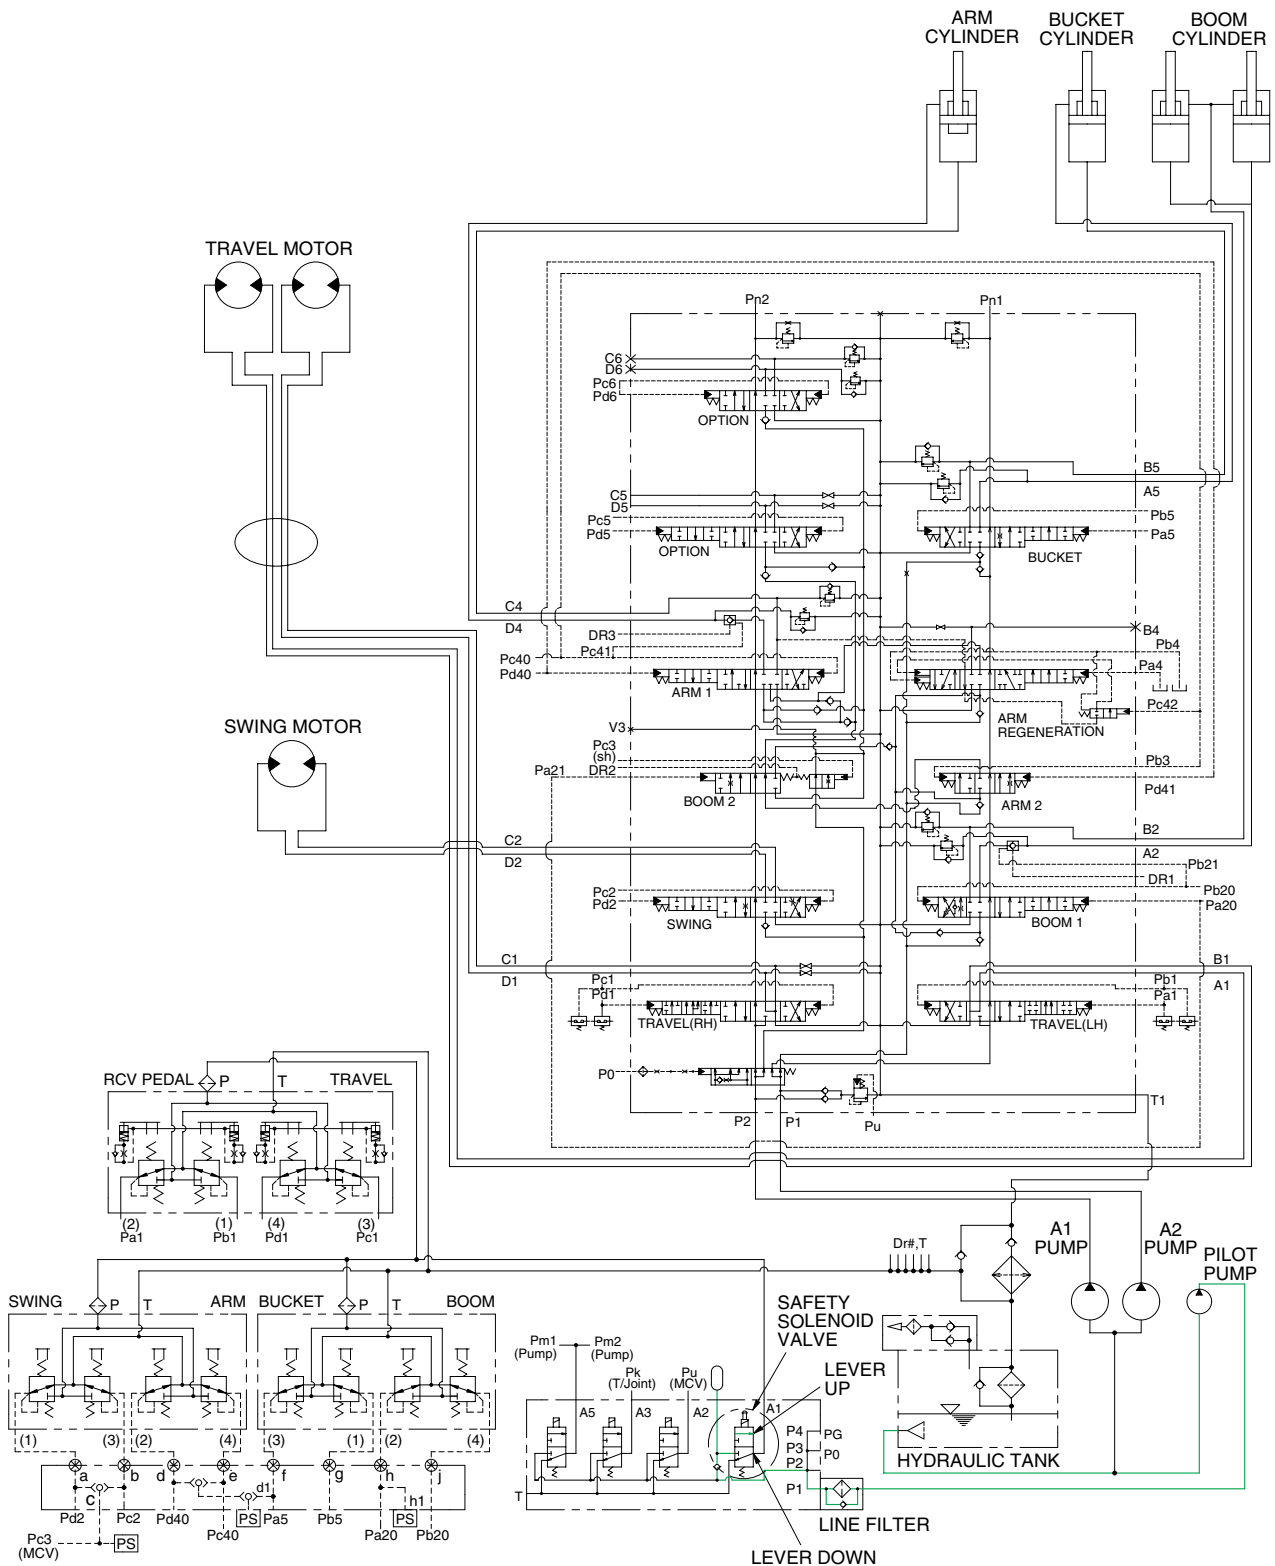 ARM
CYLINDER
BUCKET
CYLINDER
BOOM
CYLINDER
TRAVEL MOTOR
Pn2
Pn1
C6
D6
Pc6
Pd6
OPTION
B5
A5
C5
D5
Pc5
Pd5
OPTION
Pb5
Pa5
BUCKET
C4
D4
DR3
Pc41
Pc40
Pd40
ARM 1
B4
Pb4
Pa4
Pc42
ARM
REGENERATION
SWING MOTOR
V3
Pc3
(sh)
DR2
Pa21
BOOM 2
Pb3
Pd41
ARM 2
C2
D2
B2
A2
Pb21
DR1
Pb20
Pa20
Pc2
Pd2
SWING
BOOM 1
C1
D1
B1
A1
Pc1
Pd1
TRAVEL(RH)
Pb1
Pa1
TRAVEL(LH)
P0
P2
P1
Pu
T1
RCV PEDAL
P
T
TRAVEL
(2)
Pa1
(1)
Pb1
(4)
Pd1
(3)
Pc1
SWING
P
T
ARM
BUCKET
P
T
BOOM
(1)
(3)
(2)
(4)
(3)
(1)
(2)
(4)
a
b
d
e
f
g
h
j
c
d1
h1
Pd2
Pc2
Pd40
Pc40
PS
Pa5
Pb5
Pa20
PS
Pb20
Pc3
(MCV)
PS
Dr#,T
A1
PUMP
A2
PUMP
PILOT
PUMP
SAFETY
SOLENOID
VALVE
LEVER
UP
Pm1
(Pump)
Pm2
(Pump)
Pk
(T/Joint)
Pu
(MCV)
A5
A3
A2
A1
P4
P3
P2
P1
PG
P0
T
HYDRAULIC TANK
LINE FILTER
LEVER DOWN